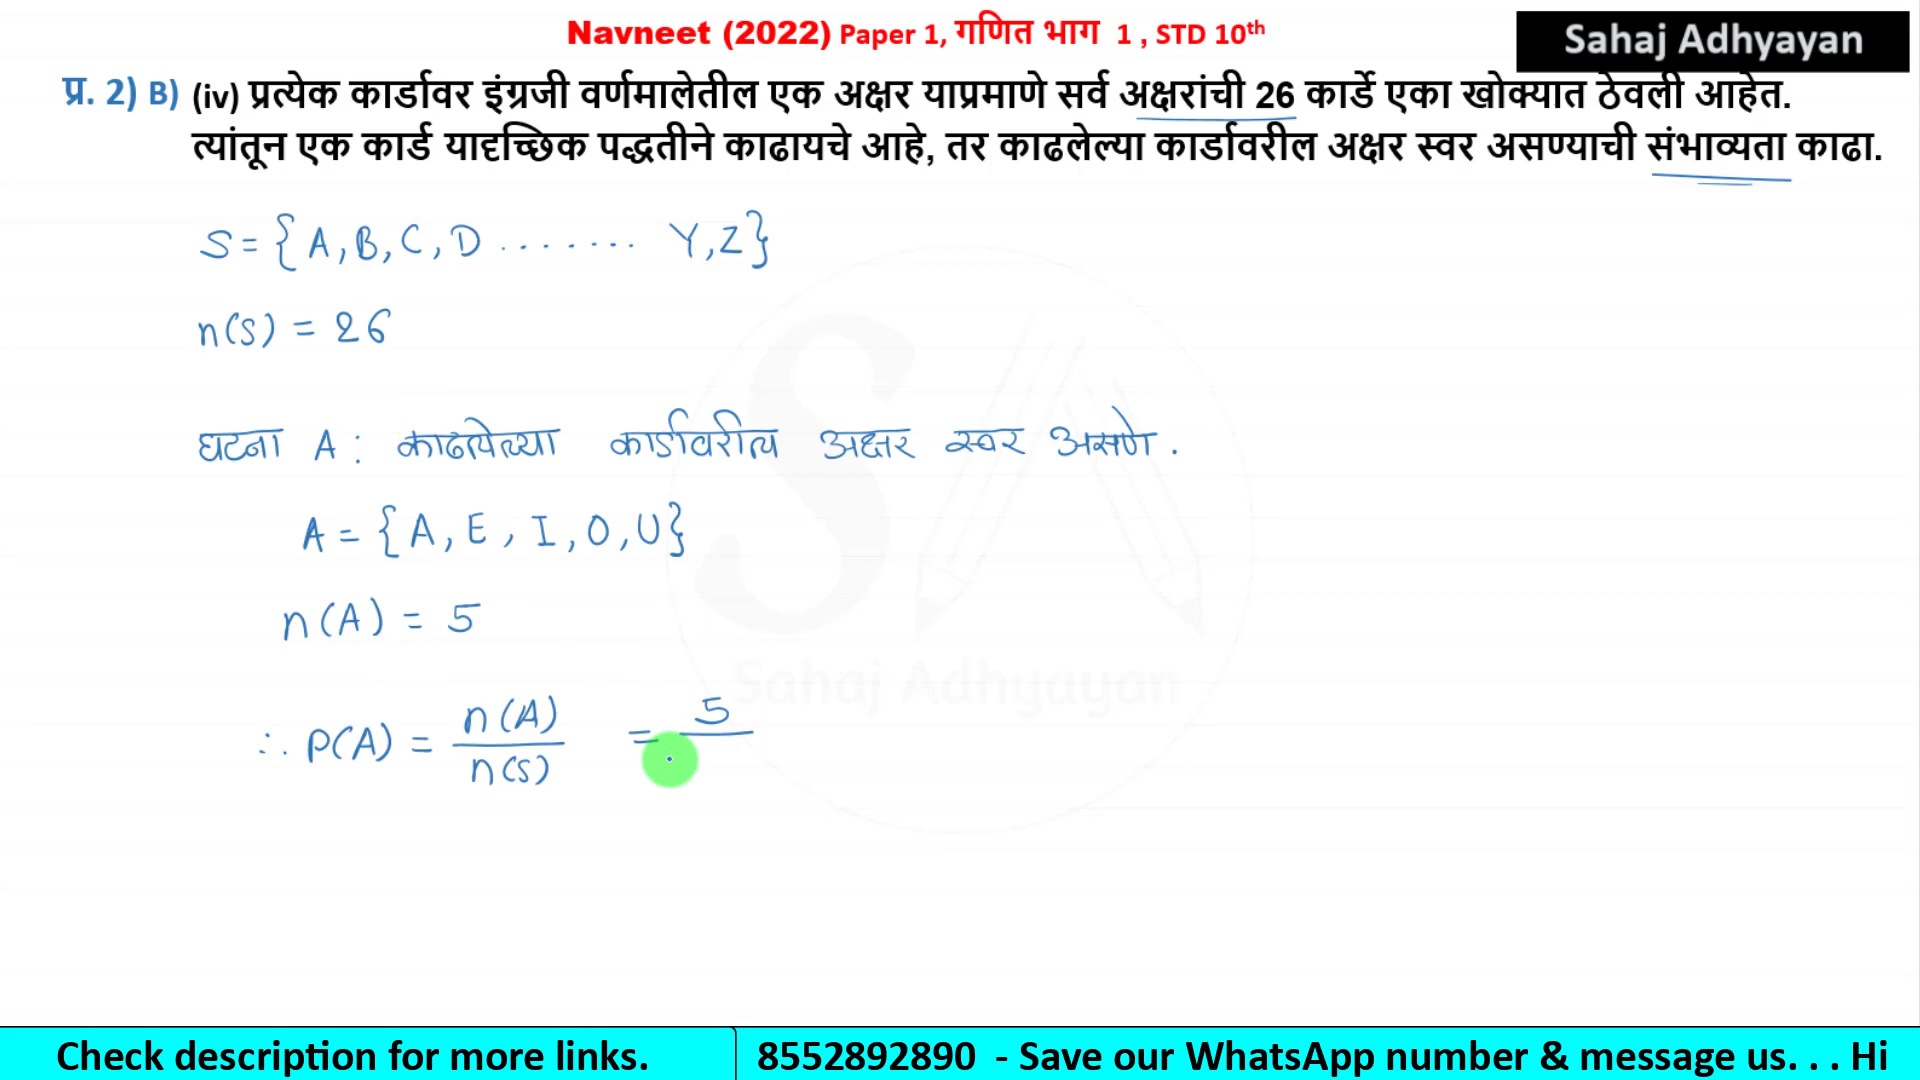 Navneet (2022) Paper 1, गणित भाग 1 , STD 10th
Sahaj Adhyayan
प्र. 2) B) (iv) प्रत्येक कार्डावर इंग्रजी वर्णमालेतील एक अक्षर याप्रमाणे सर्व अक्षरांची 26 कार्डे एका खोक्यात ठेवली आहेत.
त्यांतून एक कार्ड यादृच्छिक पद्धतीने काढायचे आहे, तर काढलेल्या कार्डावरील अक्षर स्वर असण्याची संभाव्यता काढा.
S = { A, B, C, D ........ Y, Z }
n(S) = 26
घटना A : काढलेल्या कार्डावरील अक्षर स्वर असणे .
A = { A, E , I , O , U }
n(A) = 5
∴ P(A) = n(A) / n(S) = 5 /
Sahaj Adhyayan
Check description for more links.
8552892890 - Save our WhatsApp number & message us. . . Hi